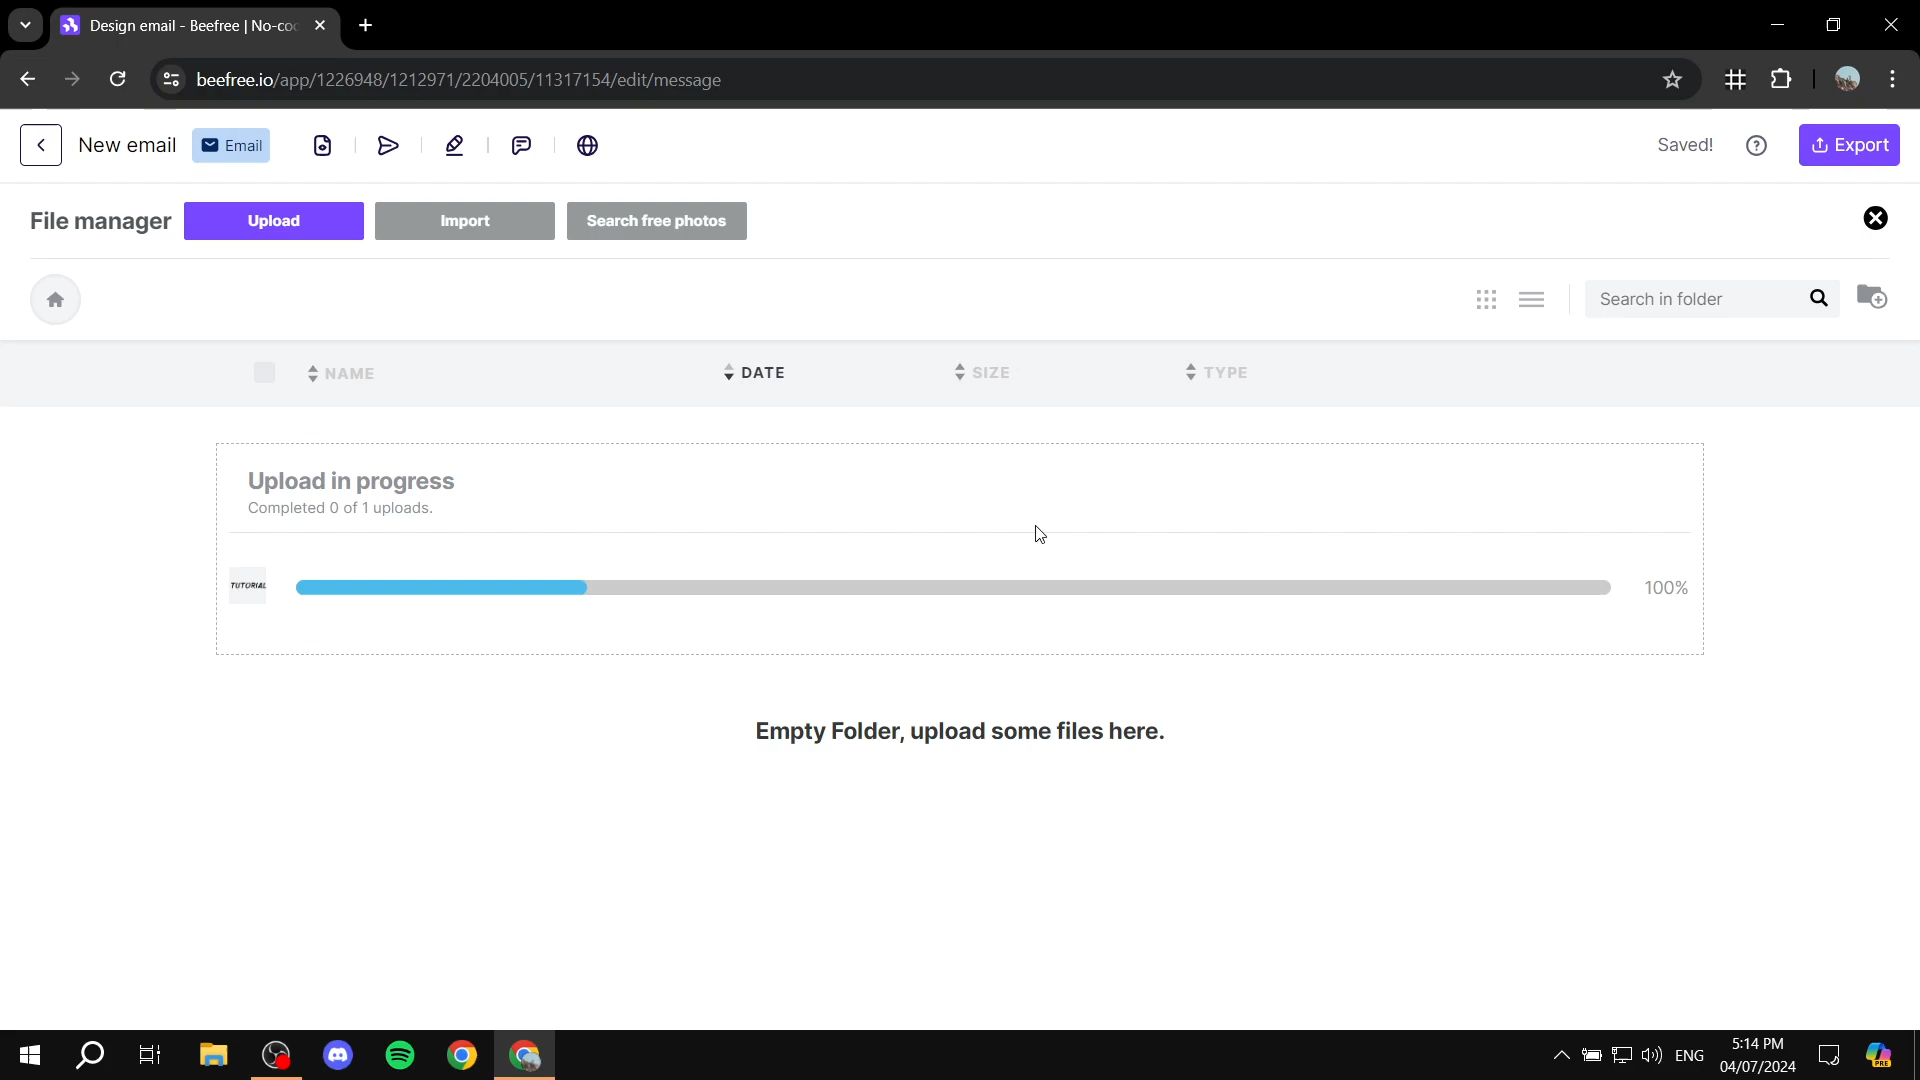 Design email - Beefree | No-coc
beefree.io/app/1226948/1212971/2204005/11317154/edit/message
New email
Email
Saved!
Export
File manager
Upload
Import
Search free photos
Search in folder
NAME
DATE
SIZE
TYPE
Upload in progress
Completed 0 of 1 uploads.
TUTORIAL
100%
Empty Folder, upload some files here.
ENG
5:14 PM
04/07/2024
PRE